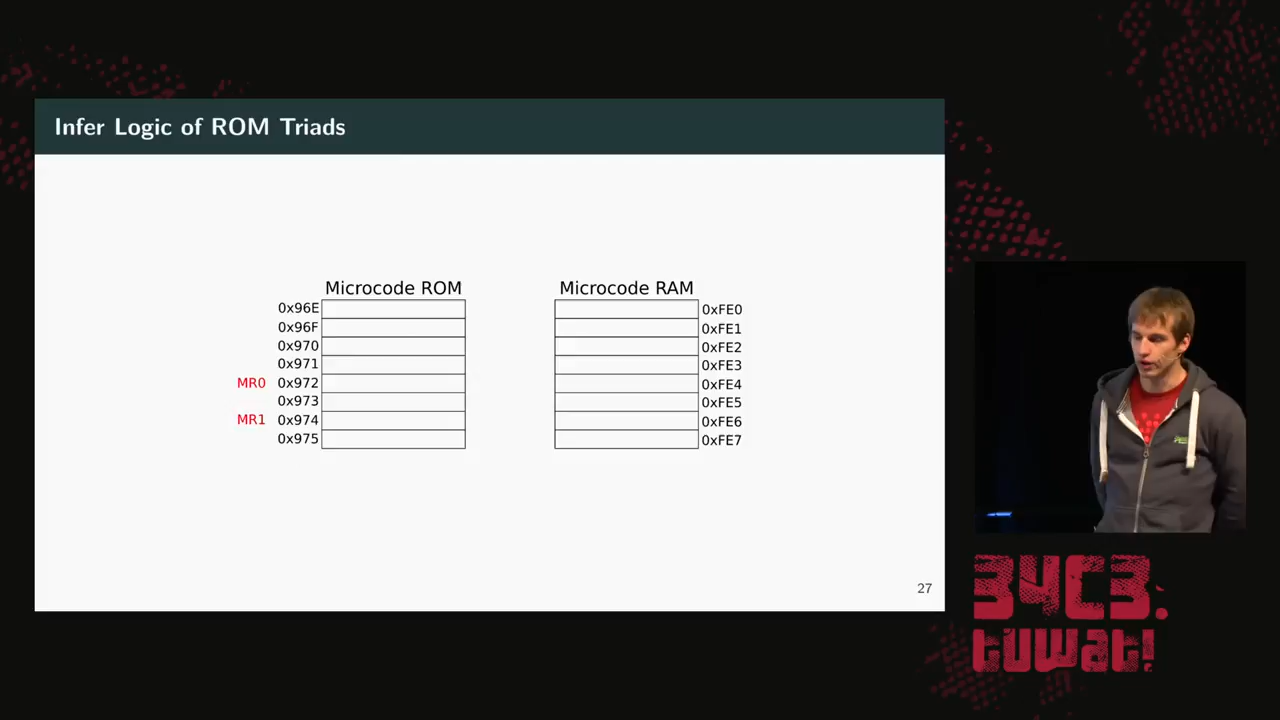 Infer Logic of ROM Triads
Microcode ROM
Microcode RAM
0x96E
0xFE0
0x96F
0xFE1
0x970
0xFE2
0x971
0xFE3
MR0 0x972
0xFE4
0x973
0xFE5
MR1 0x974
0xFE6
0x975
0xFE7
27
34C3.
tuwat!